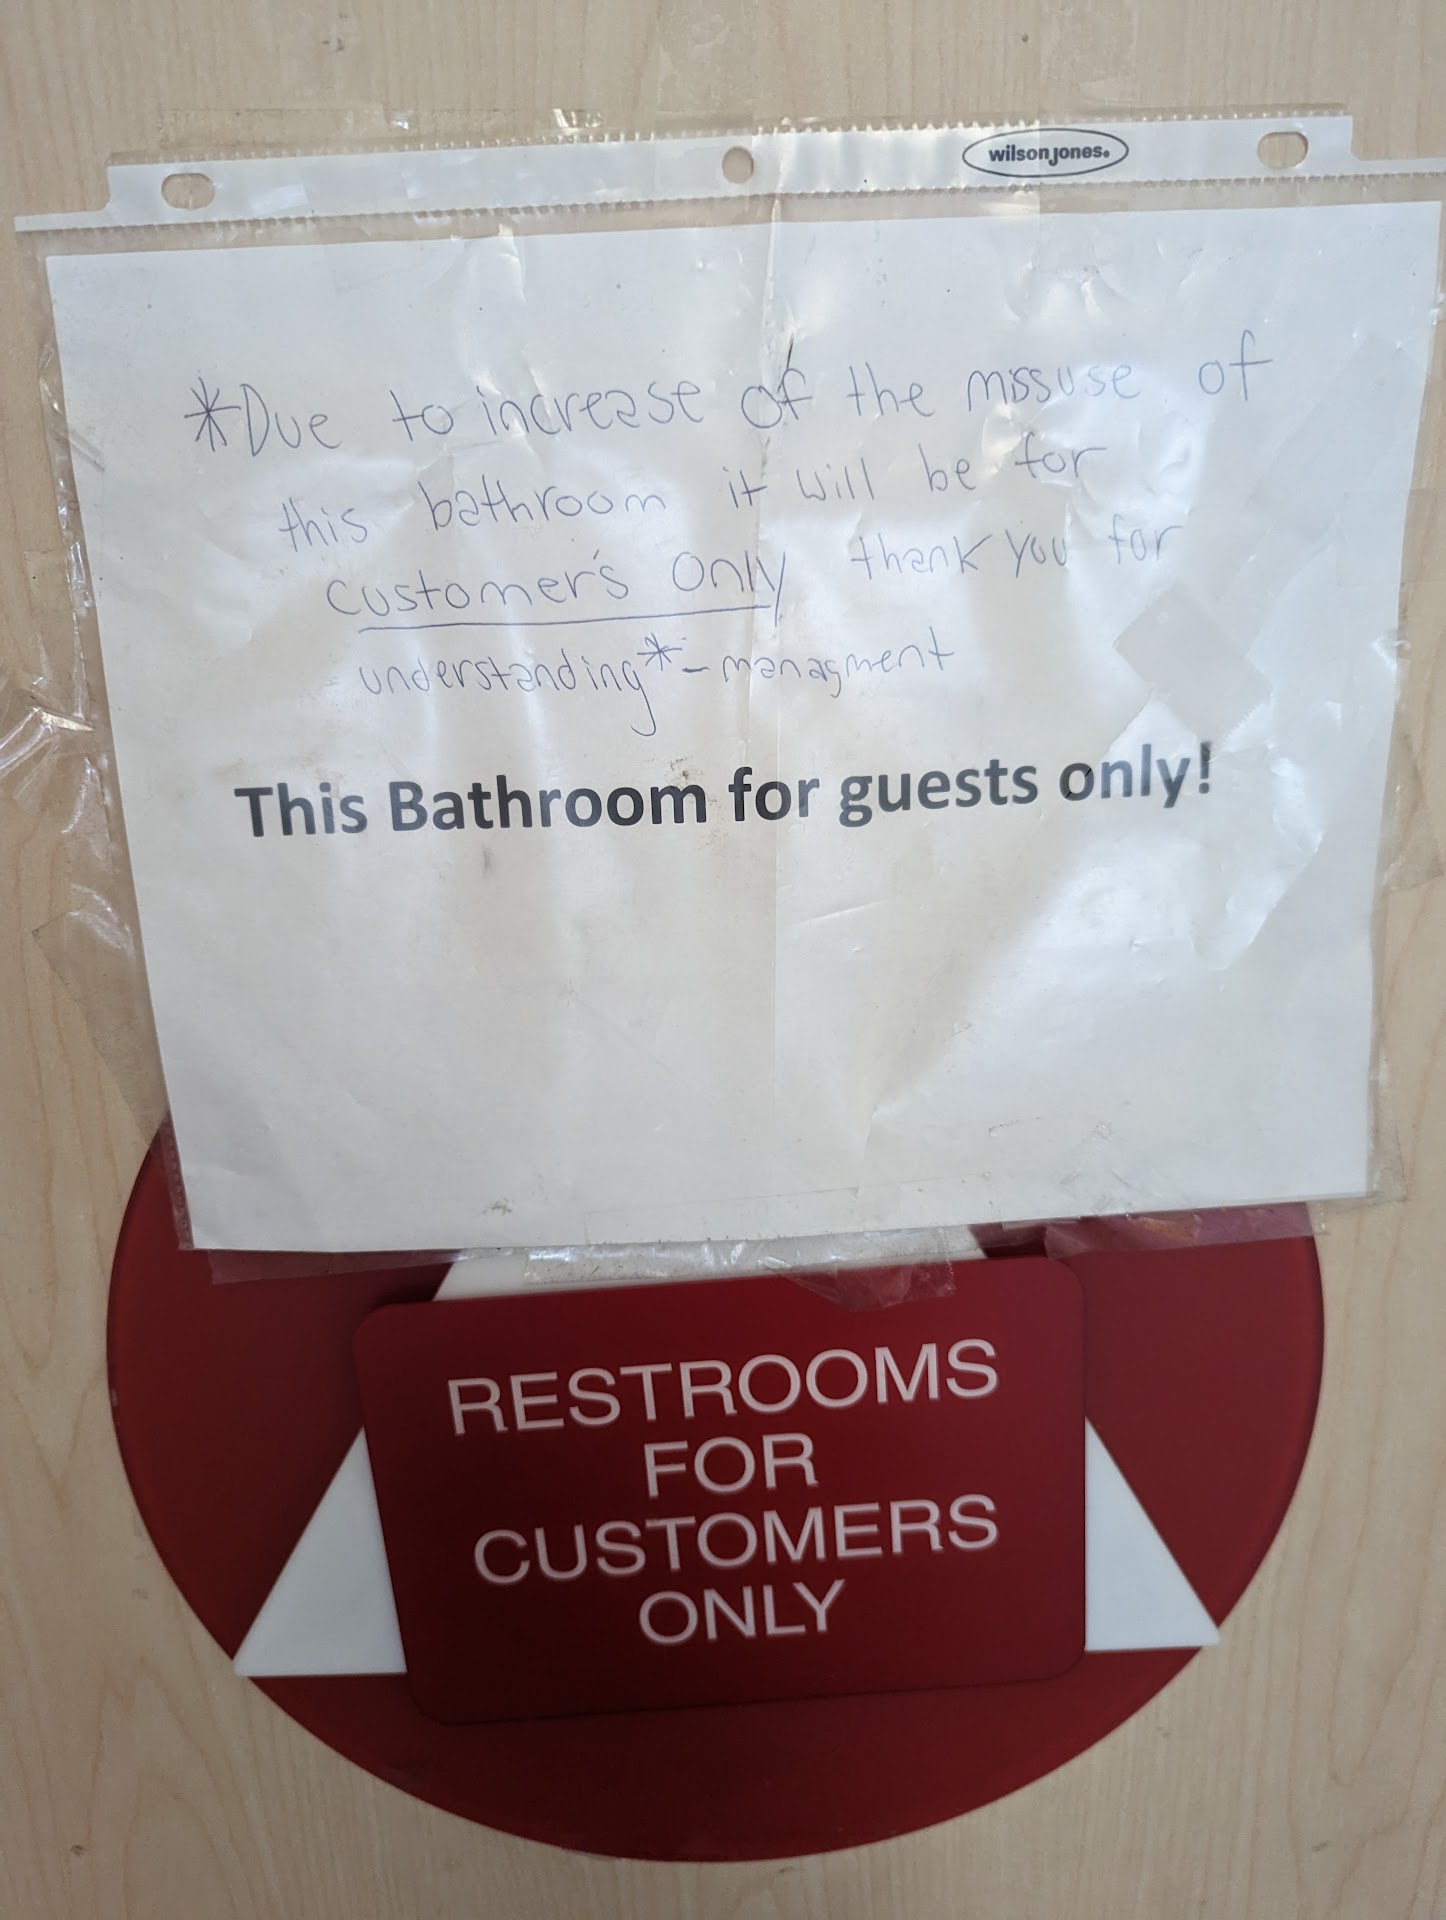 wilson jones.
*Due to increase of the missuse of
this bathroom it will be for
customer's Only thank you for
understanding*-managment
This Bathroom for guests only!
RESTROOMS
FOR
CUSTOMERS
ONLY